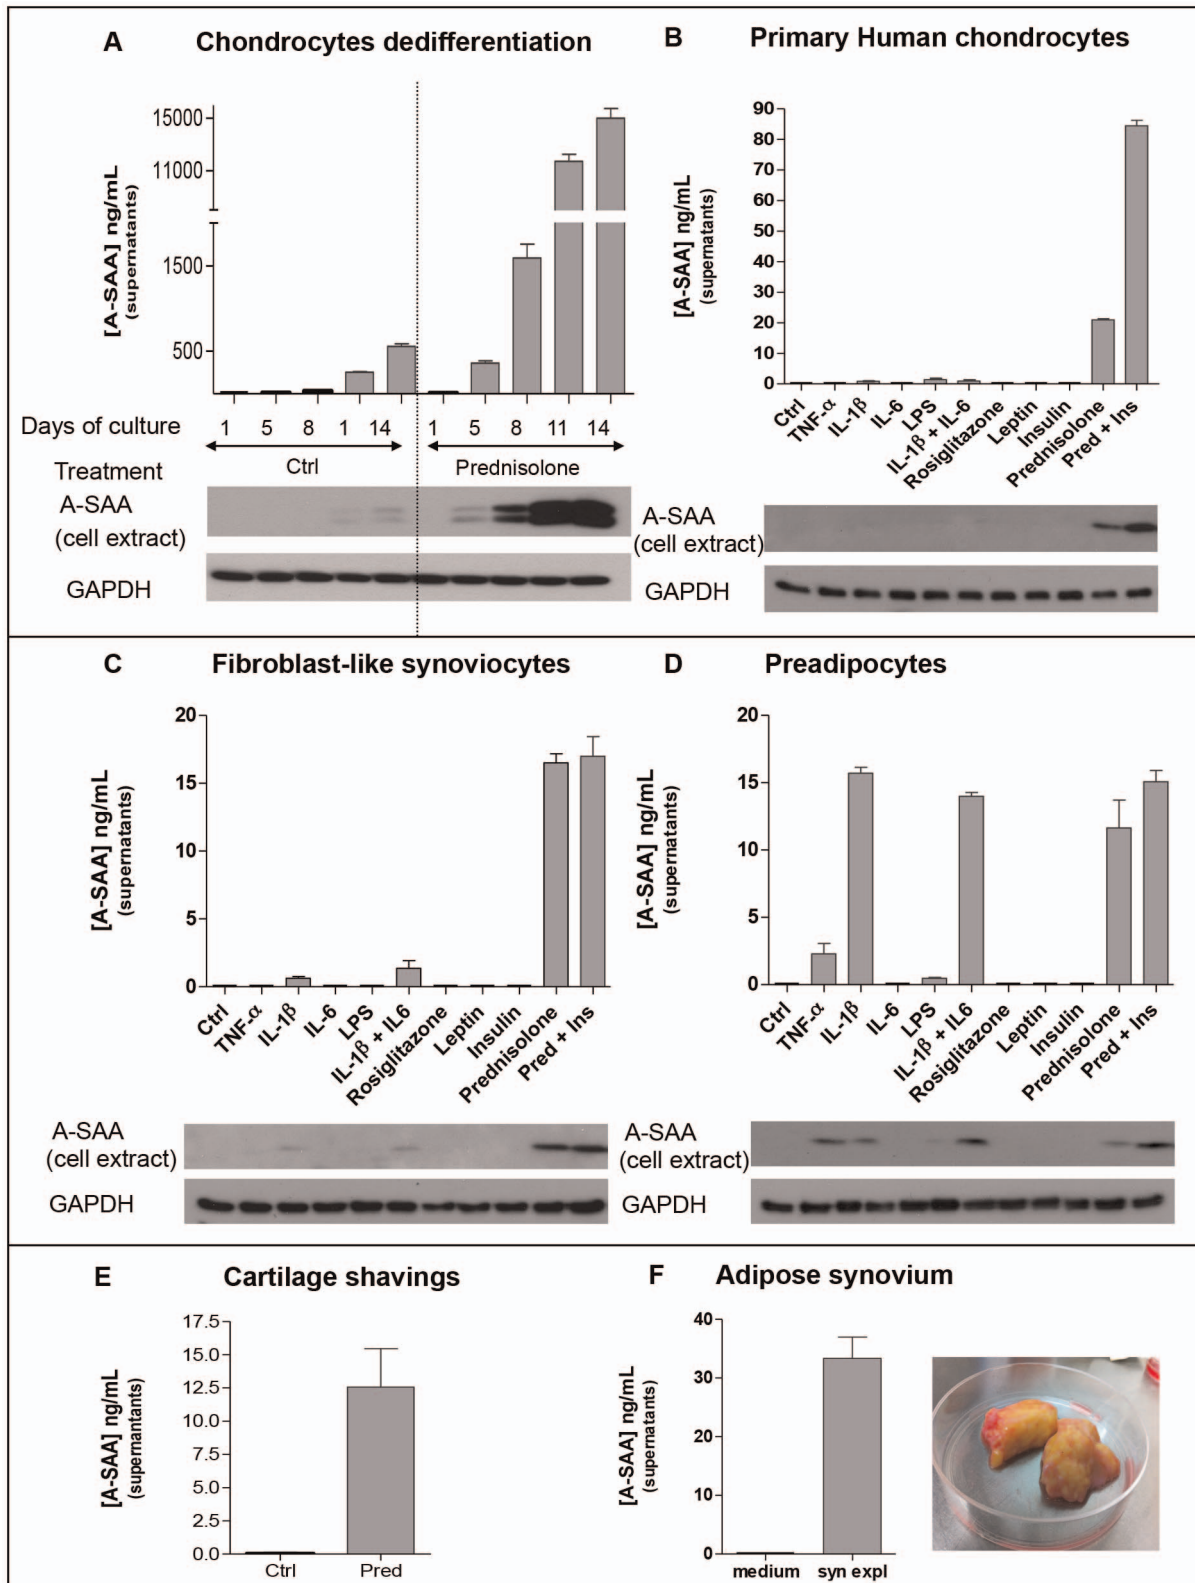 A Chondrocytes dedifferentiation
[A-SAA] ng/mL
(supernatants)
15000
11000
1500
500
Days of culture 1 5 8 1 14 1 5 8 11 14
Treatment Ctrl Prednisolone
A-SAA
(cell extract)
GAPDH
B Primary Human chondrocytes
[A-SAA] ng/mL
(supernatants)
90
80
70
60
50
40
30
20
10
0
Ctrl
TNF-α
IL-1β
IL-6
LPS
IL-1β + IL-6
Rosiglitazone
Leptin
Insulin
Prednisolone
Pred + Ins
A-SAA
(cell extract)
GAPDH
C Fibroblast-like synoviocytes
[A-SAA] ng/mL
(supernatants)
20
15
10
5
0
Ctrl
TNF-α
IL-1β
IL-6
LPS
IL-1β + IL6
Rosiglitazone
Leptin
Insulin
Prednisolone
Pred + Ins
A-SAA
(cell extract)
GAPDH
D Preadipocytes
[A-SAA] ng/mL
(supernatants)
20
15
10
5
0
Ctrl
TNF-α
IL-1β
IL-6
LPS
IL-1β + IL6
Rosiglitazone
Leptin
Insulin
Prednisolone
Pred + Ins
A-SAA
(cell extract)
GAPDH
E Cartilage shavings
[A-SAA] ng/mL
(supernantants)
17.5
15.0
12.5
10.0
7.5
5.0
2.5
0.0
Ctrl Pred
F Adipose synovium
[A-SAA] ng/mL
(supernatants)
40
30
20
10
0
medium syn expl